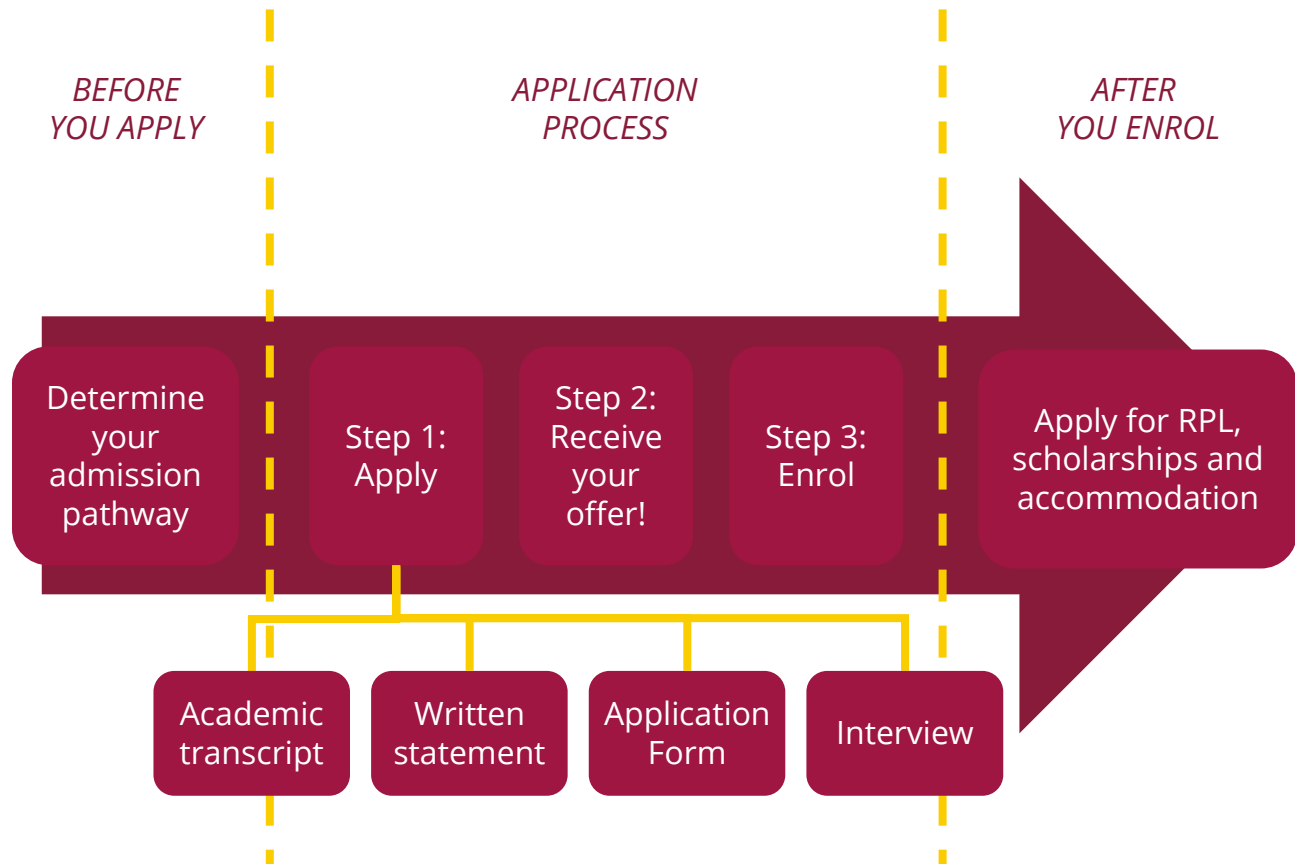 BEFORE
YOU APPLY
APPLICATION
PROCESS
AFTER
YOU ENROL
Determine
your
admission
pathway
Step 1:
Apply
Step 2:
Receive
your
offer!
Step 3:
Enrol
Apply for RPL,
scholarships and
accommodation
Academic
transcript
Written
statement
Application
Form
Interview